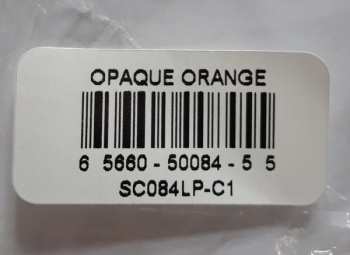 OPAQUE ORANGE
6 5660 - 50084 - 5 5
SC084LP-C1